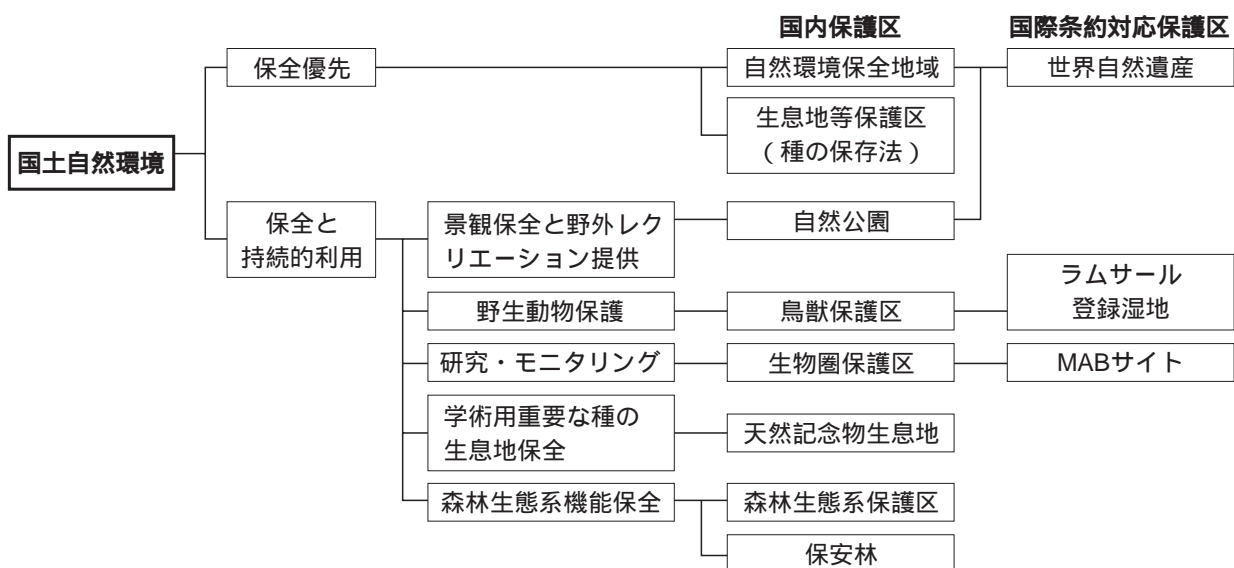 国内保護区
国際条約対応保護区
保全優先
自然環境保全地域
世界自然遺産
生息地等保護区
（種の保存法）
国土自然環境
保全と
持続的利用
景観保全と野外レク
リエーション提供
自然公園
ラムサール
登録湿地
野生動物保護
鳥獣保護区
研究・モニタリング
生物圏保護区
MABサイト
学術用重要な種の
生息地保全
天然記念物生息地
森林生態系機能保全
森林生態系保護区
保安林